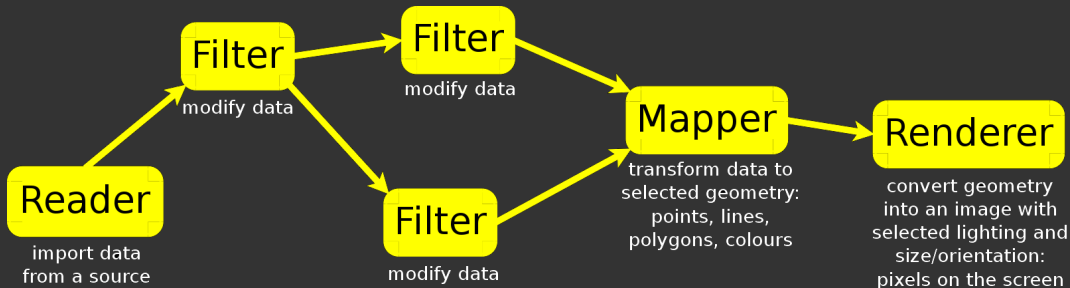 Reader
import data
from a source
Filter
modify data
Filter
modify data
Filter
modify data
Mapper
transform data to
selected geometry:
points, lines,
polygons, colours
Renderer
convert geometry
into an image with
selected lighting and
size/orientation:
pixels on the screen